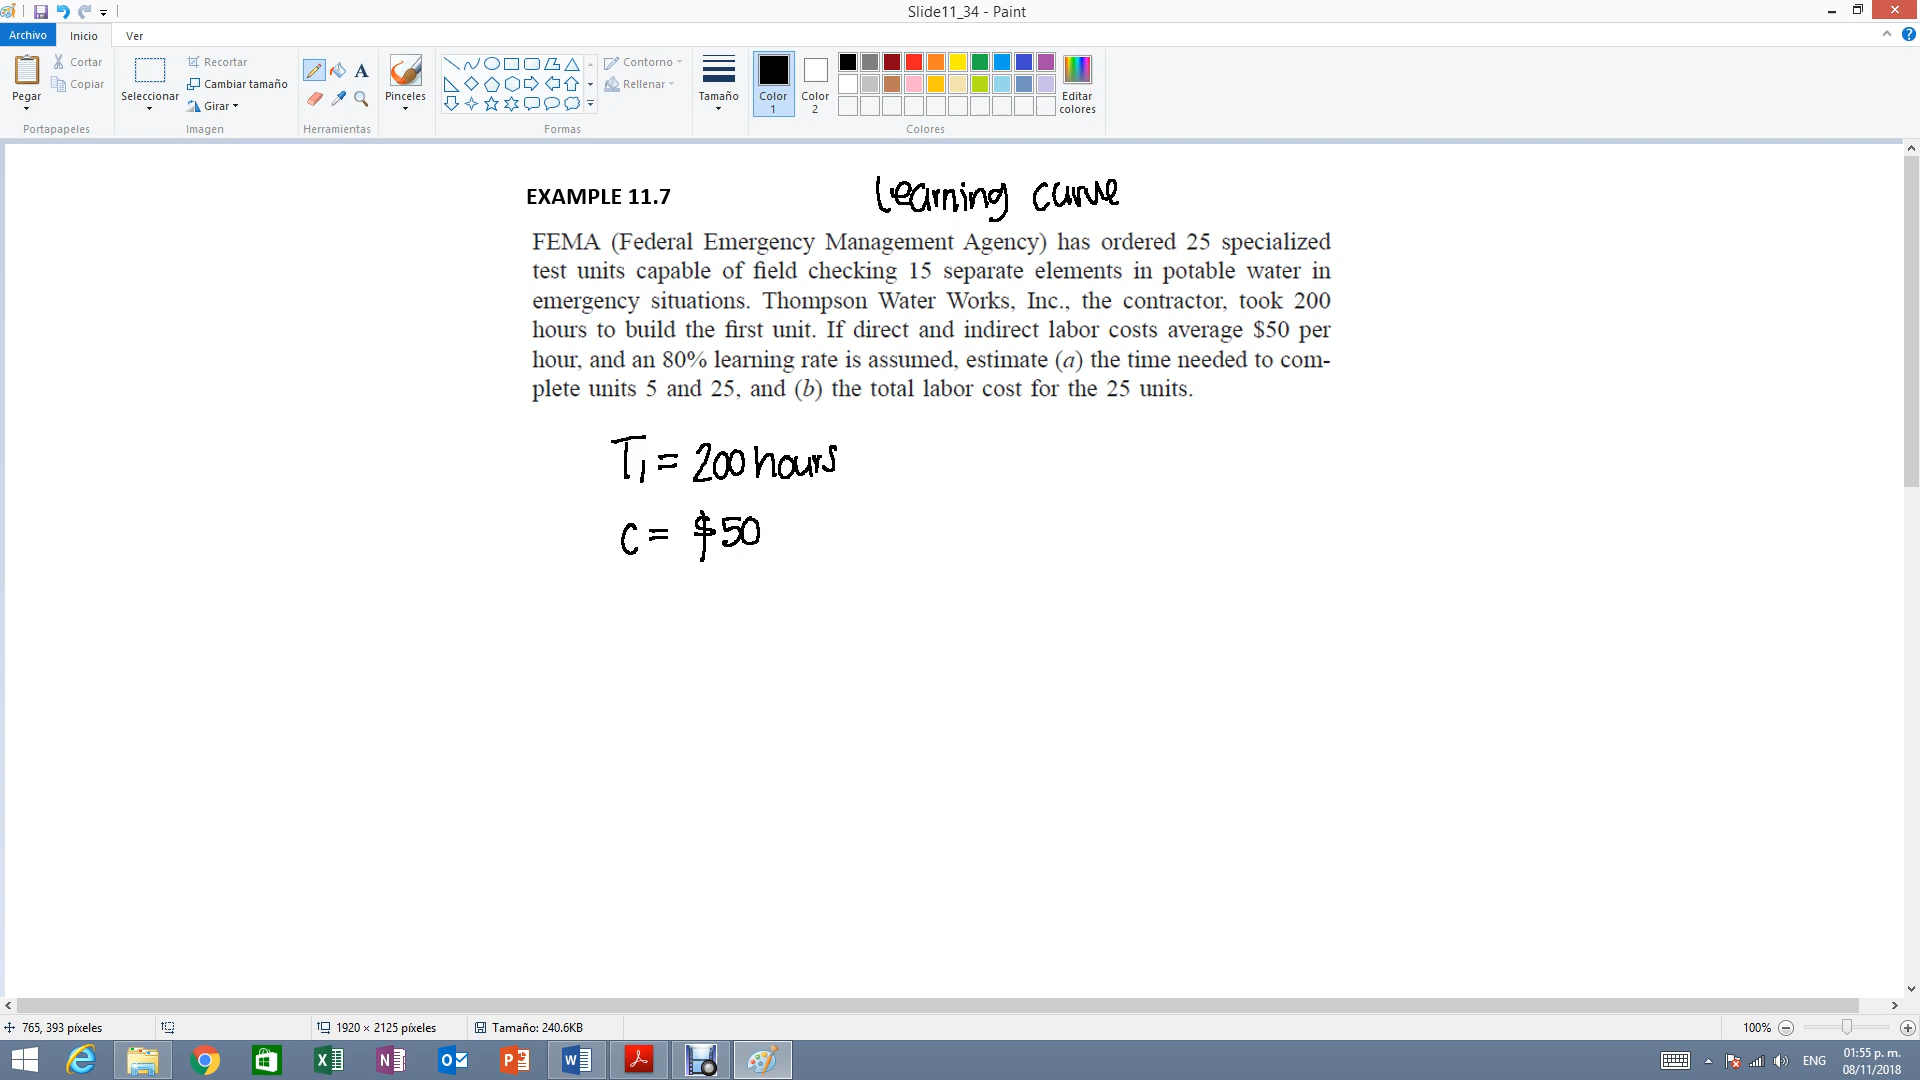 Slide11_34 - Paint
Archivo Inicio Ver
Pegar
Cortar
Copiar
Portapapeles
Seleccionar
Recortar
Cambiar tamaño
Girar
Imagen
A
Herramientas
Pinceles
Contorno
Rellenar
Formas
Tamaño
Color 1
Color 2
Editar colores
Colores
EXAMPLE 11.7
Learning curve
FEMA (Federal Emergency Management Agency) has ordered 25 specialized
test units capable of field checking 15 separate elements in potable water in
emergency situations. Thompson Water Works, Inc., the contractor, took 200
hours to build the first unit. If direct and indirect labor costs average $50 per
hour, and an 80% learning rate is assumed, estimate (a) the time needed to com-
plete units 5 and 25, and (b) the total labor cost for the 25 units.
T1 = 200 hours
c = $50
765, 393 píxeles
1920 × 2125 píxeles
Tamaño: 240.6KB
100%
ENG
01:55 p. m.
08/11/2018